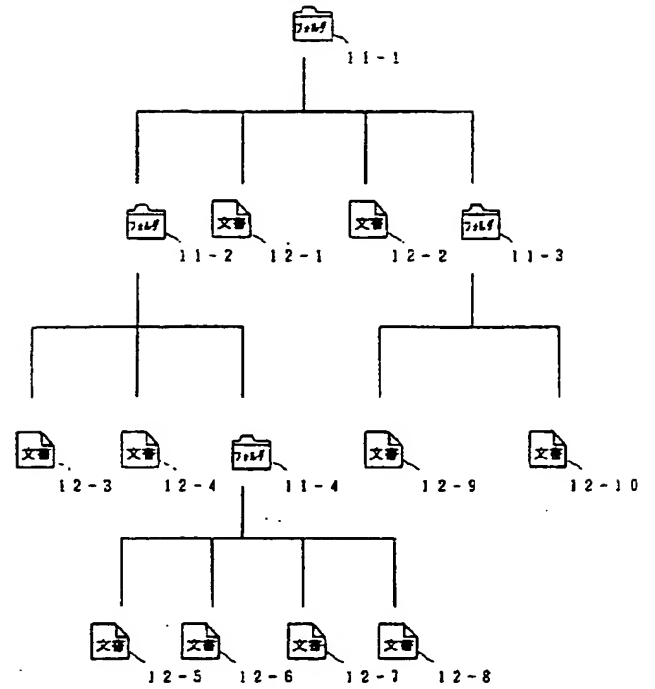 フォルダ
11-1
フォルダ 文書 文書 フォルダ
11-2 12-1 12-2 11-3
文書 文書 フォルダ 文書 文書
12-3 12-4 11-4 12-9 12-10
文書 文書 文書 文書
12-5 12-6 12-7 12-8